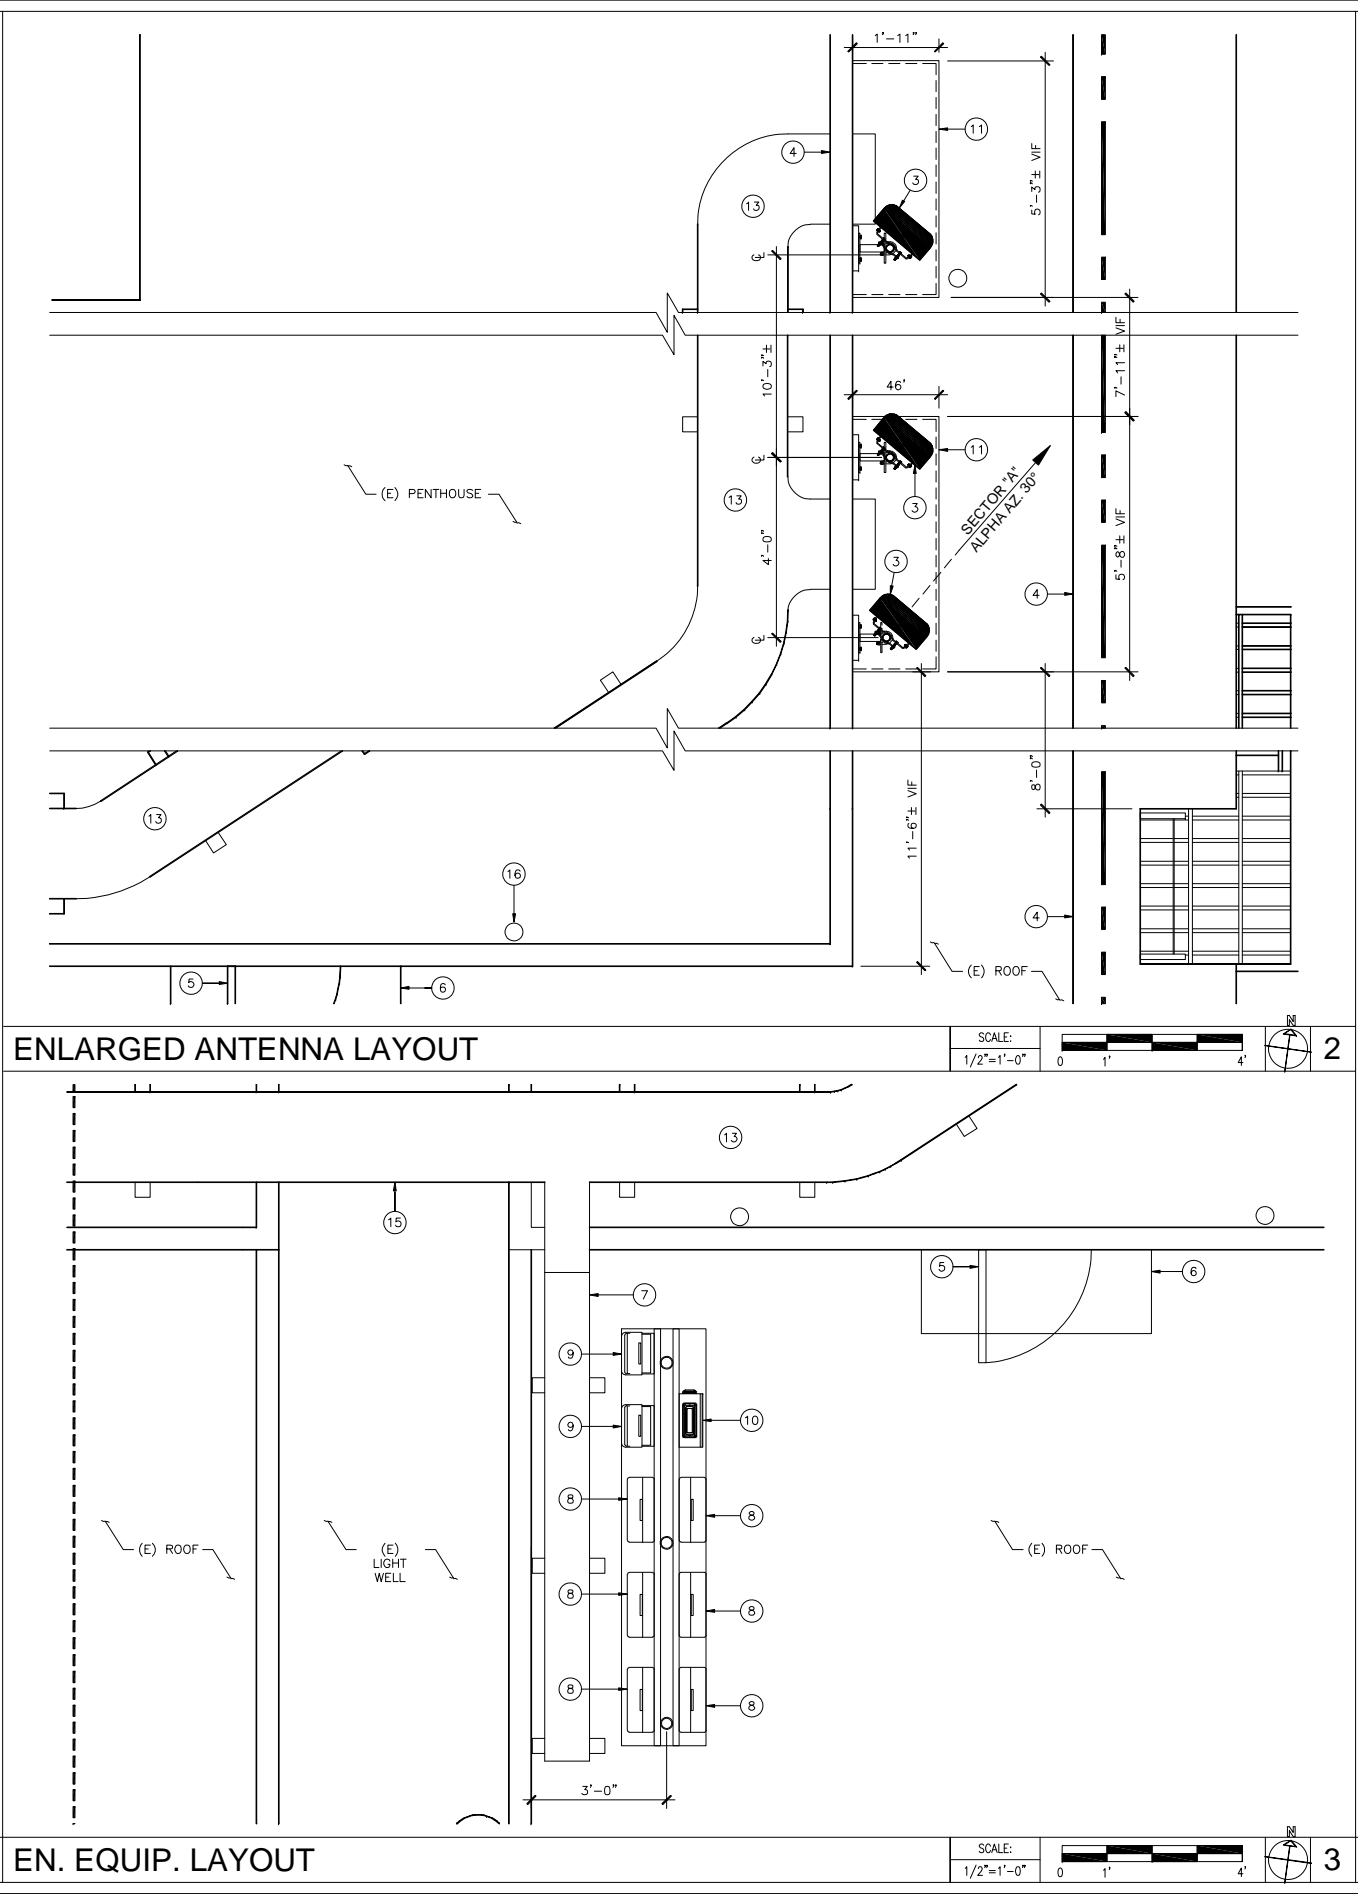 1'-11"
11
4
5'-3"± VIF
3
13
℄
10'-3"±
7'-11"± VIF
46'
11
℄
(E) PENTHOUSE
13
3
SECTOR "A"
ALPHA AZ. 30°
5'-8"± VIF
4'-0"
3
4
℄
8'-0"
11'-6"± VIF
13
16
4
(E) ROOF
5
6
ENLARGED ANTENNA LAYOUT
SCALE:
1/2"=1'-0"
0 1' 4'
N
2
13
15
5
6
7
9
10
9
8
8
(E) ROOF
(E)
LIGHT
WELL
(E) ROOF
8
8
8
8
3'-0"
EN. EQUIP. LAYOUT
SCALE:
1/2"=1'-0"
0 1' 4'
N
3